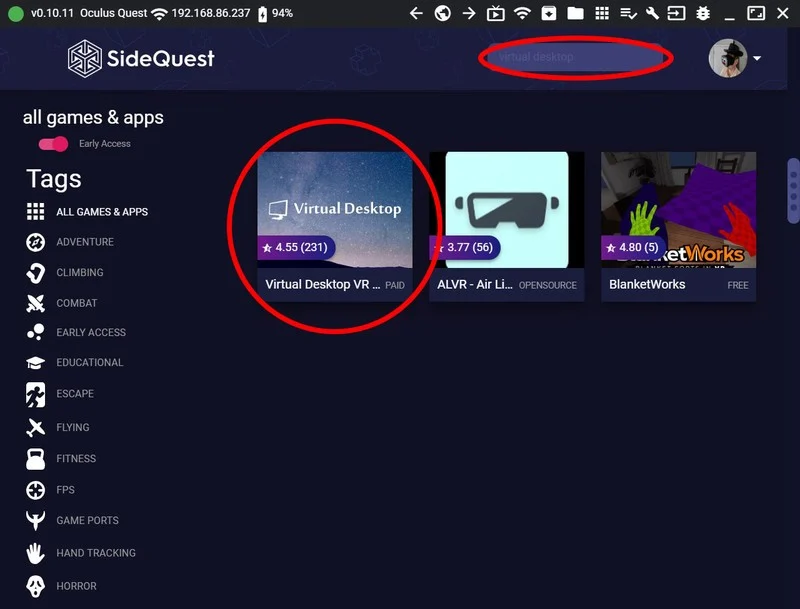 v0.10.11 Oculus Quest 192.168.86.237 94%
SideQuest
Virtual desktop
all games & apps
Early Access
Tags
ALL GAMES & APPS
ADVENTURE
CLIMBING
COMBAT
EARLY ACCESS
EDUCATIONAL
ESCAPE
FLYING
FITNESS
FPS
GAME PORTS
HAND TRACKING
HORROR
Virtual Desktop
4.55 (231)
Virtual Desktop VR ... PAID
3.77 (56)
ALVR - Air Li... OPENSOURCE
4.80 (5)
BlanketWorks
BlanketWorks FREE